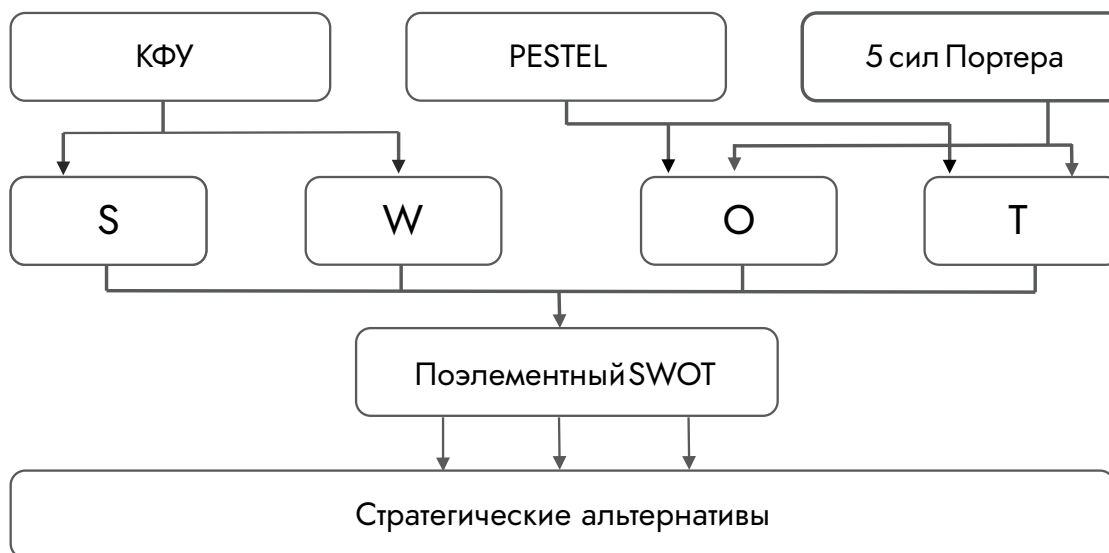 КФУ
PESTEL
5 сил Портера
S
W
O
T
Поэлементный SWOT
Стратегические альтернативы